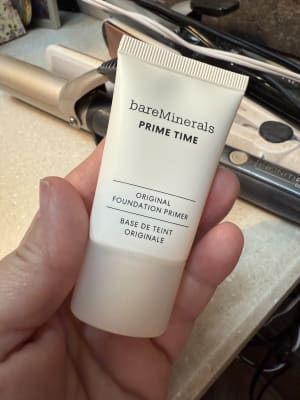 bareMinerals
PRIME TIME
ORIGINAL
FOUNDATION PRIMER
BASE DE TEINT
ORIGINALE